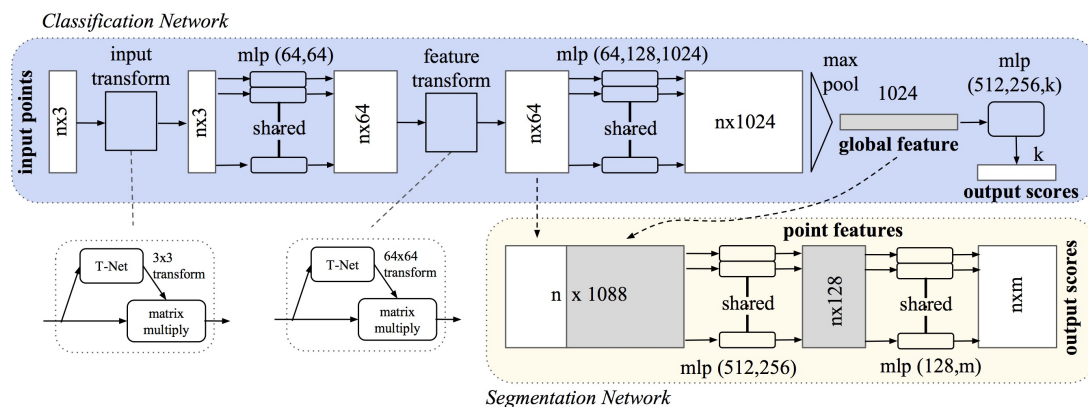 Classification Network
input points
nx3
input
transform
nx3
mlp (64,64)
shared
nx64
feature
transform
nx64
mlp (64,128,1024)
shared
nx1024
max
pool
1024
global feature
mlp
(512,256,k)
k
output scores
T-Net
3x3
transform
matrix
multiply
T-Net
64x64
transform
matrix
multiply
n x 1088
shared
mlp (512,256)
point features
nx128
shared
mlp (128,m)
nxm
output scores
Segmentation Network